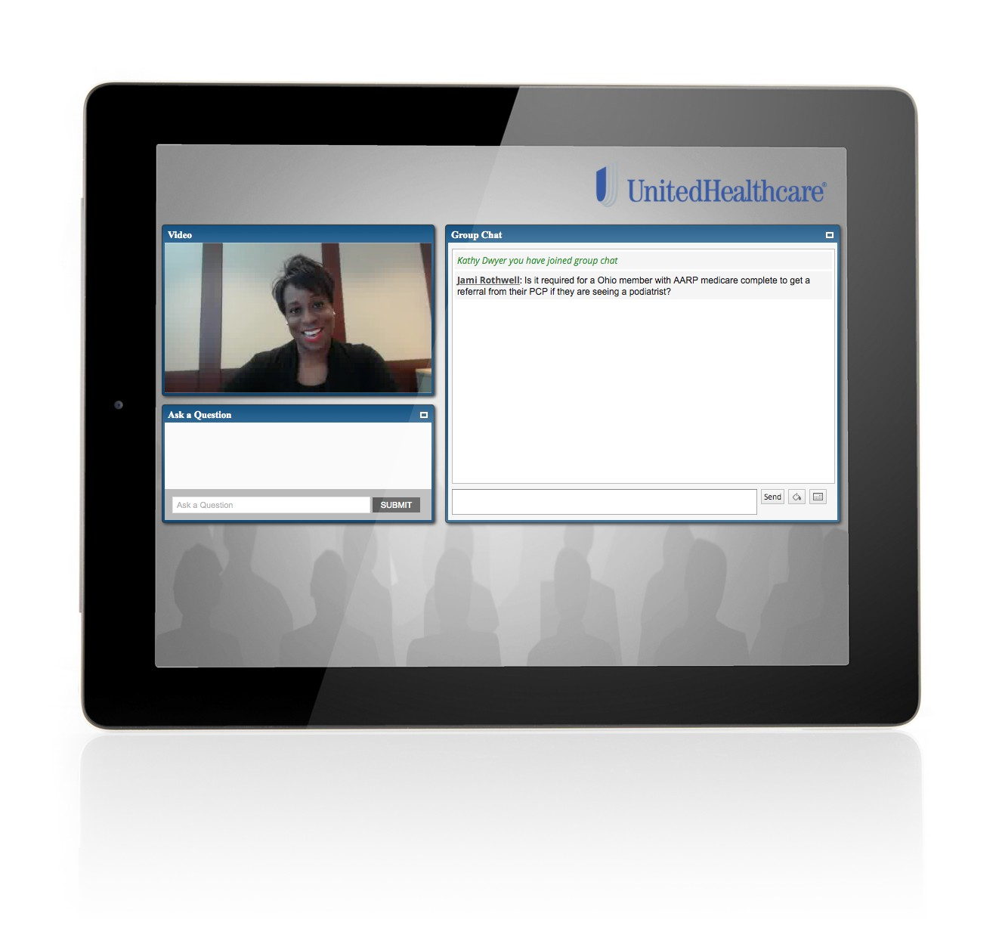 UnitedHealthcare®
Video
Ask a Question
Ask a Question
SUBMIT
Group Chat
Kathy Dwyer you have joined group chat
Jami Rothwell: Is it required for a Ohio member with AARP medicare complete to get a
referral from their PCP if they are seeing a podiatrist?
Send